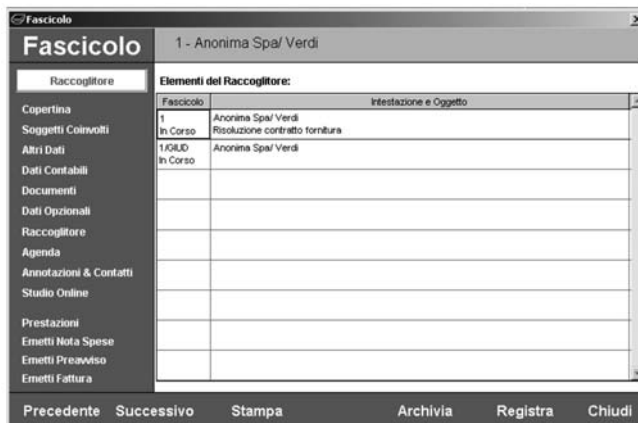 Fascicolo
Fascicolo
1 - Anonima Spa/ Verdi
Raccoglitore
Elementi del Raccoglitore:
Fascicolo Intestazione e Oggetto
1 Anonima Spa/ Verdi
In Corso Risoluzione contratto fornitura
1/GIUD Anonima Spa/ Verdi
In Corso
Copertina
Soggetti Coinvolti
Altri Dati
Dati Contabili
Documenti
Dati Opzionali
Raccoglitore
Agenda
Annotazioni & Contatti
Studio Online
Prestazioni
Emetti Nota Spese
Emetti Preavviso
Emetti Fattura
Precedente Successivo Stampa Archivia Registra Chiudi